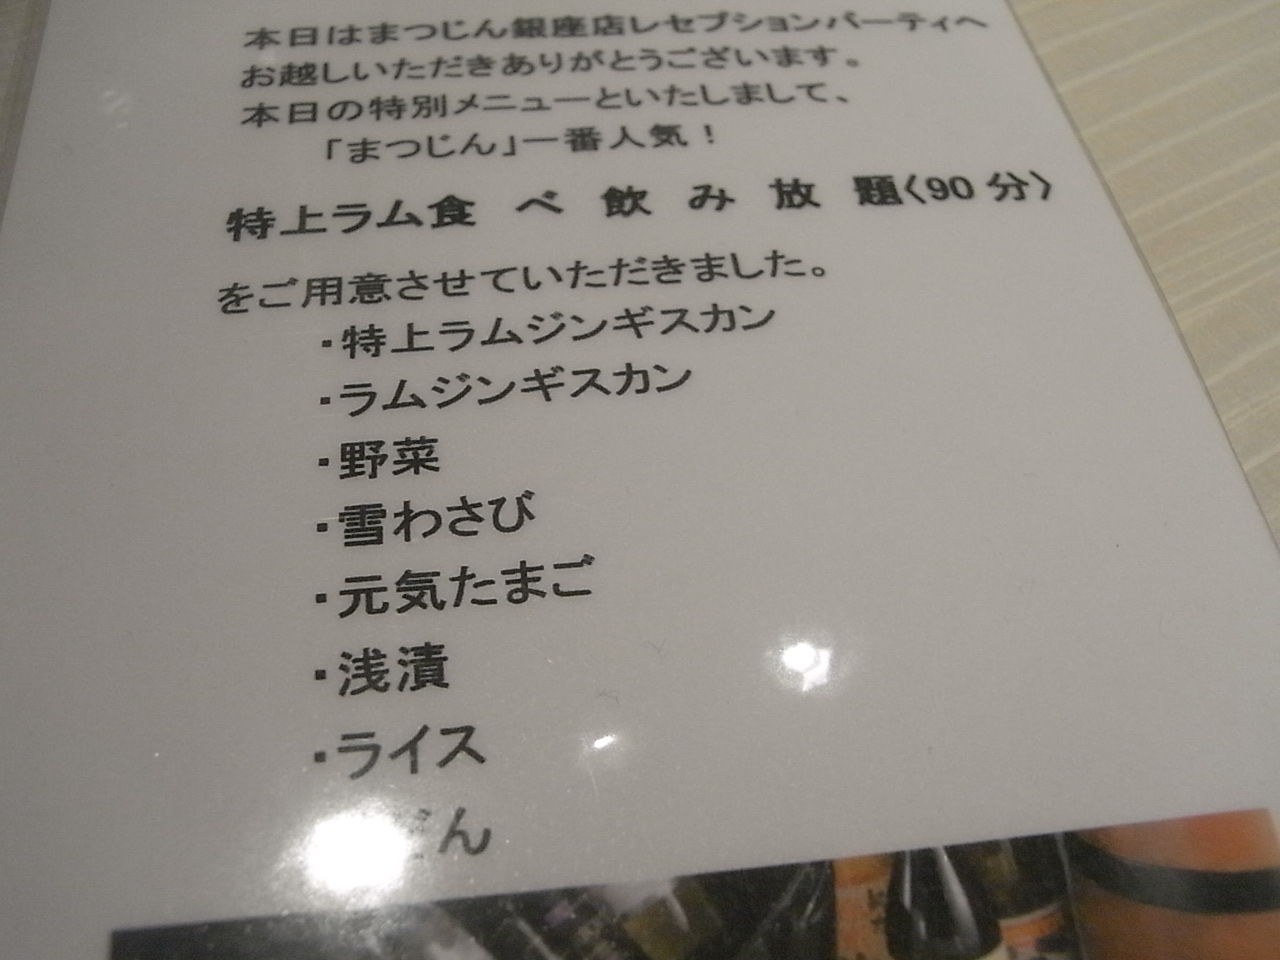 本日はまつじん銀座店レセプションパーティへ
お越しいただきありがとうございます。
本日の特別メニューといたしまして、
「まつじん」一番人気！
特上ラム食べ飲み放題〈90分〉
をご用意させていただきました。
・特上ラムジンギスカン
・ラムジンギスカン
・野菜
・雪わさび
・元気たまご
・浅漬
・ライス